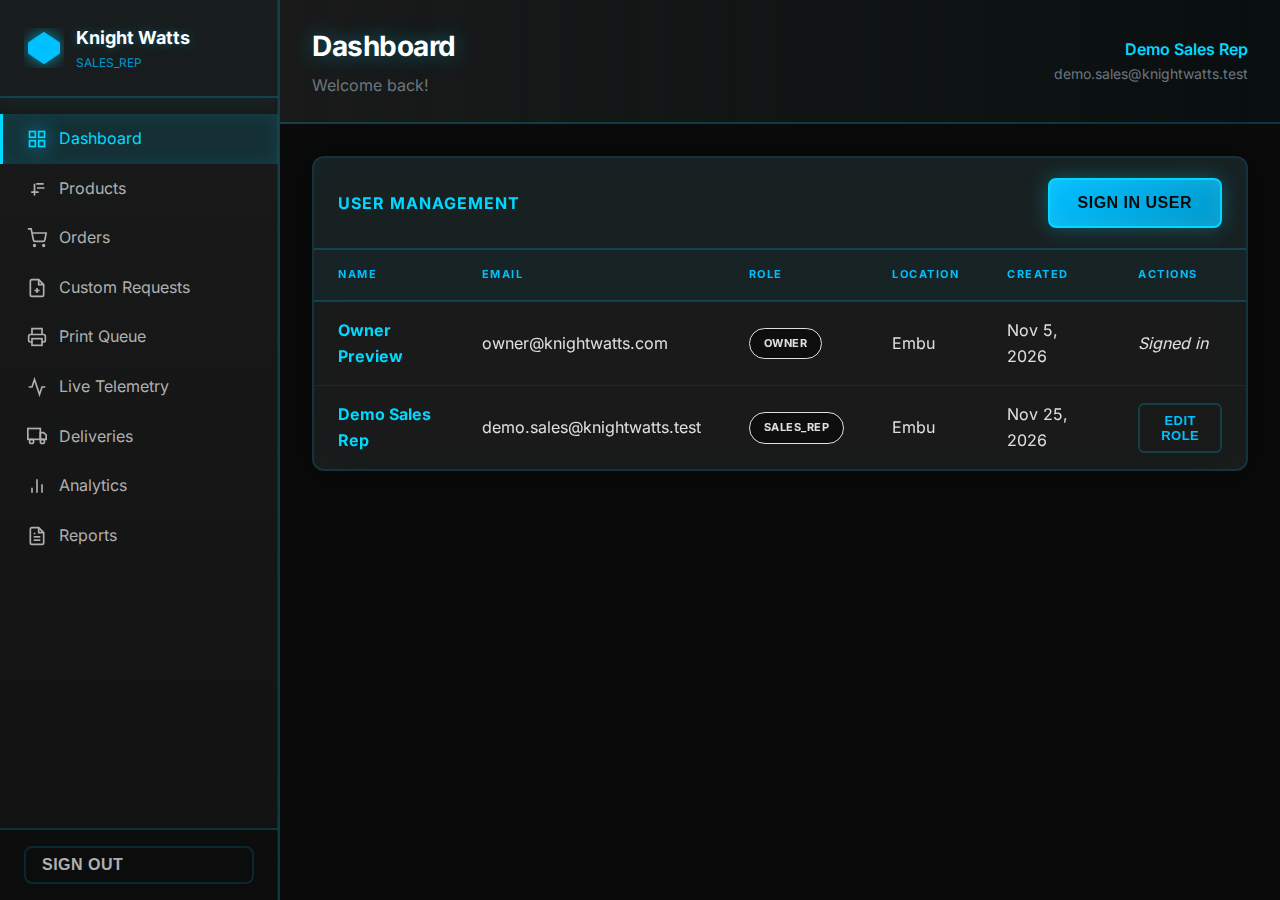 Knight Watts
SALES_REP
Dashboard
Products
Orders
Custom Requests
Print Queue
Live Telemetry
Deliveries
Analytics
Reports
SIGN OUT
Dashboard
Welcome back!
Demo Sales Rep
demo.sales@knightwatts.test
USER MANAGEMENT
SIGN IN USER
NAME EMAIL ROLE LOCATION CREATED ACTIONS
Owner Preview owner@knightwatts.com OWNER Embu Nov 5, 2026 Signed in
Demo Sales Rep demo.sales@knightwatts.test SALES_REP Embu Nov 25, 2026 EDIT ROLE